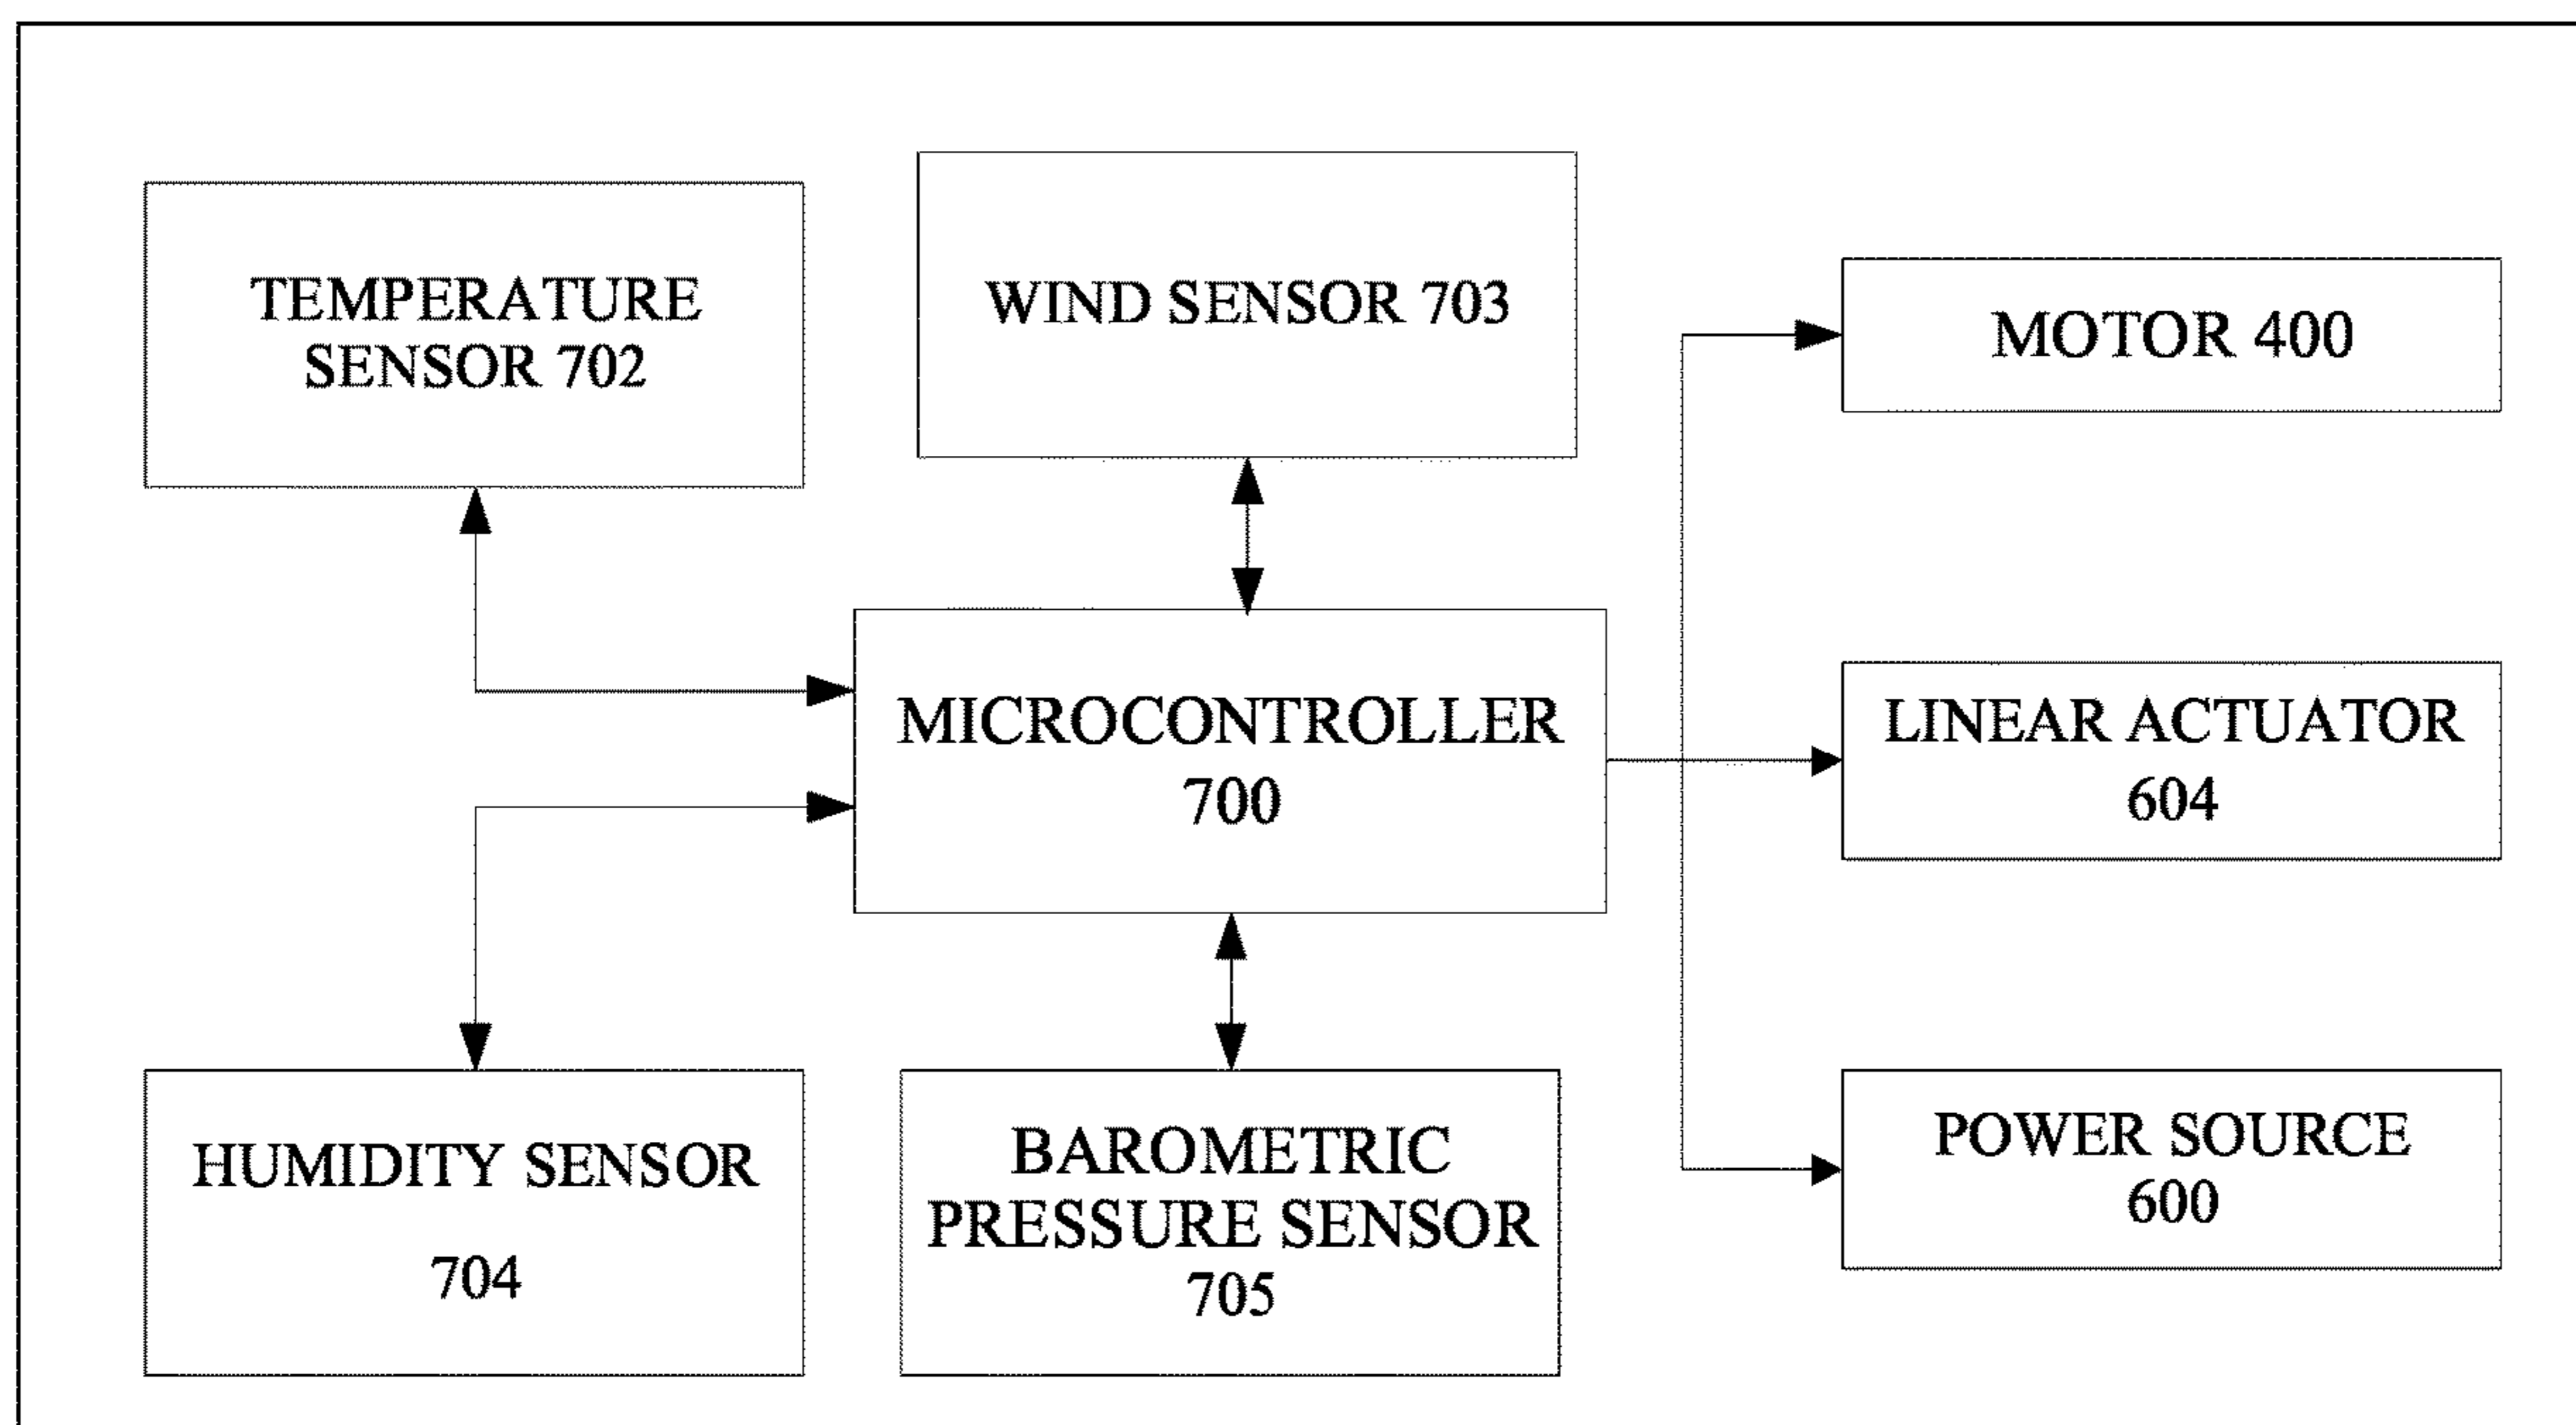 TEMPERATURE
SENSOR 702
WIND SENSOR 703
MOTOR 400
MICROCONTROLLER
700
LINEAR ACTUATOR
604
HUMIDITY SENSOR
704
BAROMETRIC
PRESSURE SENSOR
705
POWER SOURCE
600